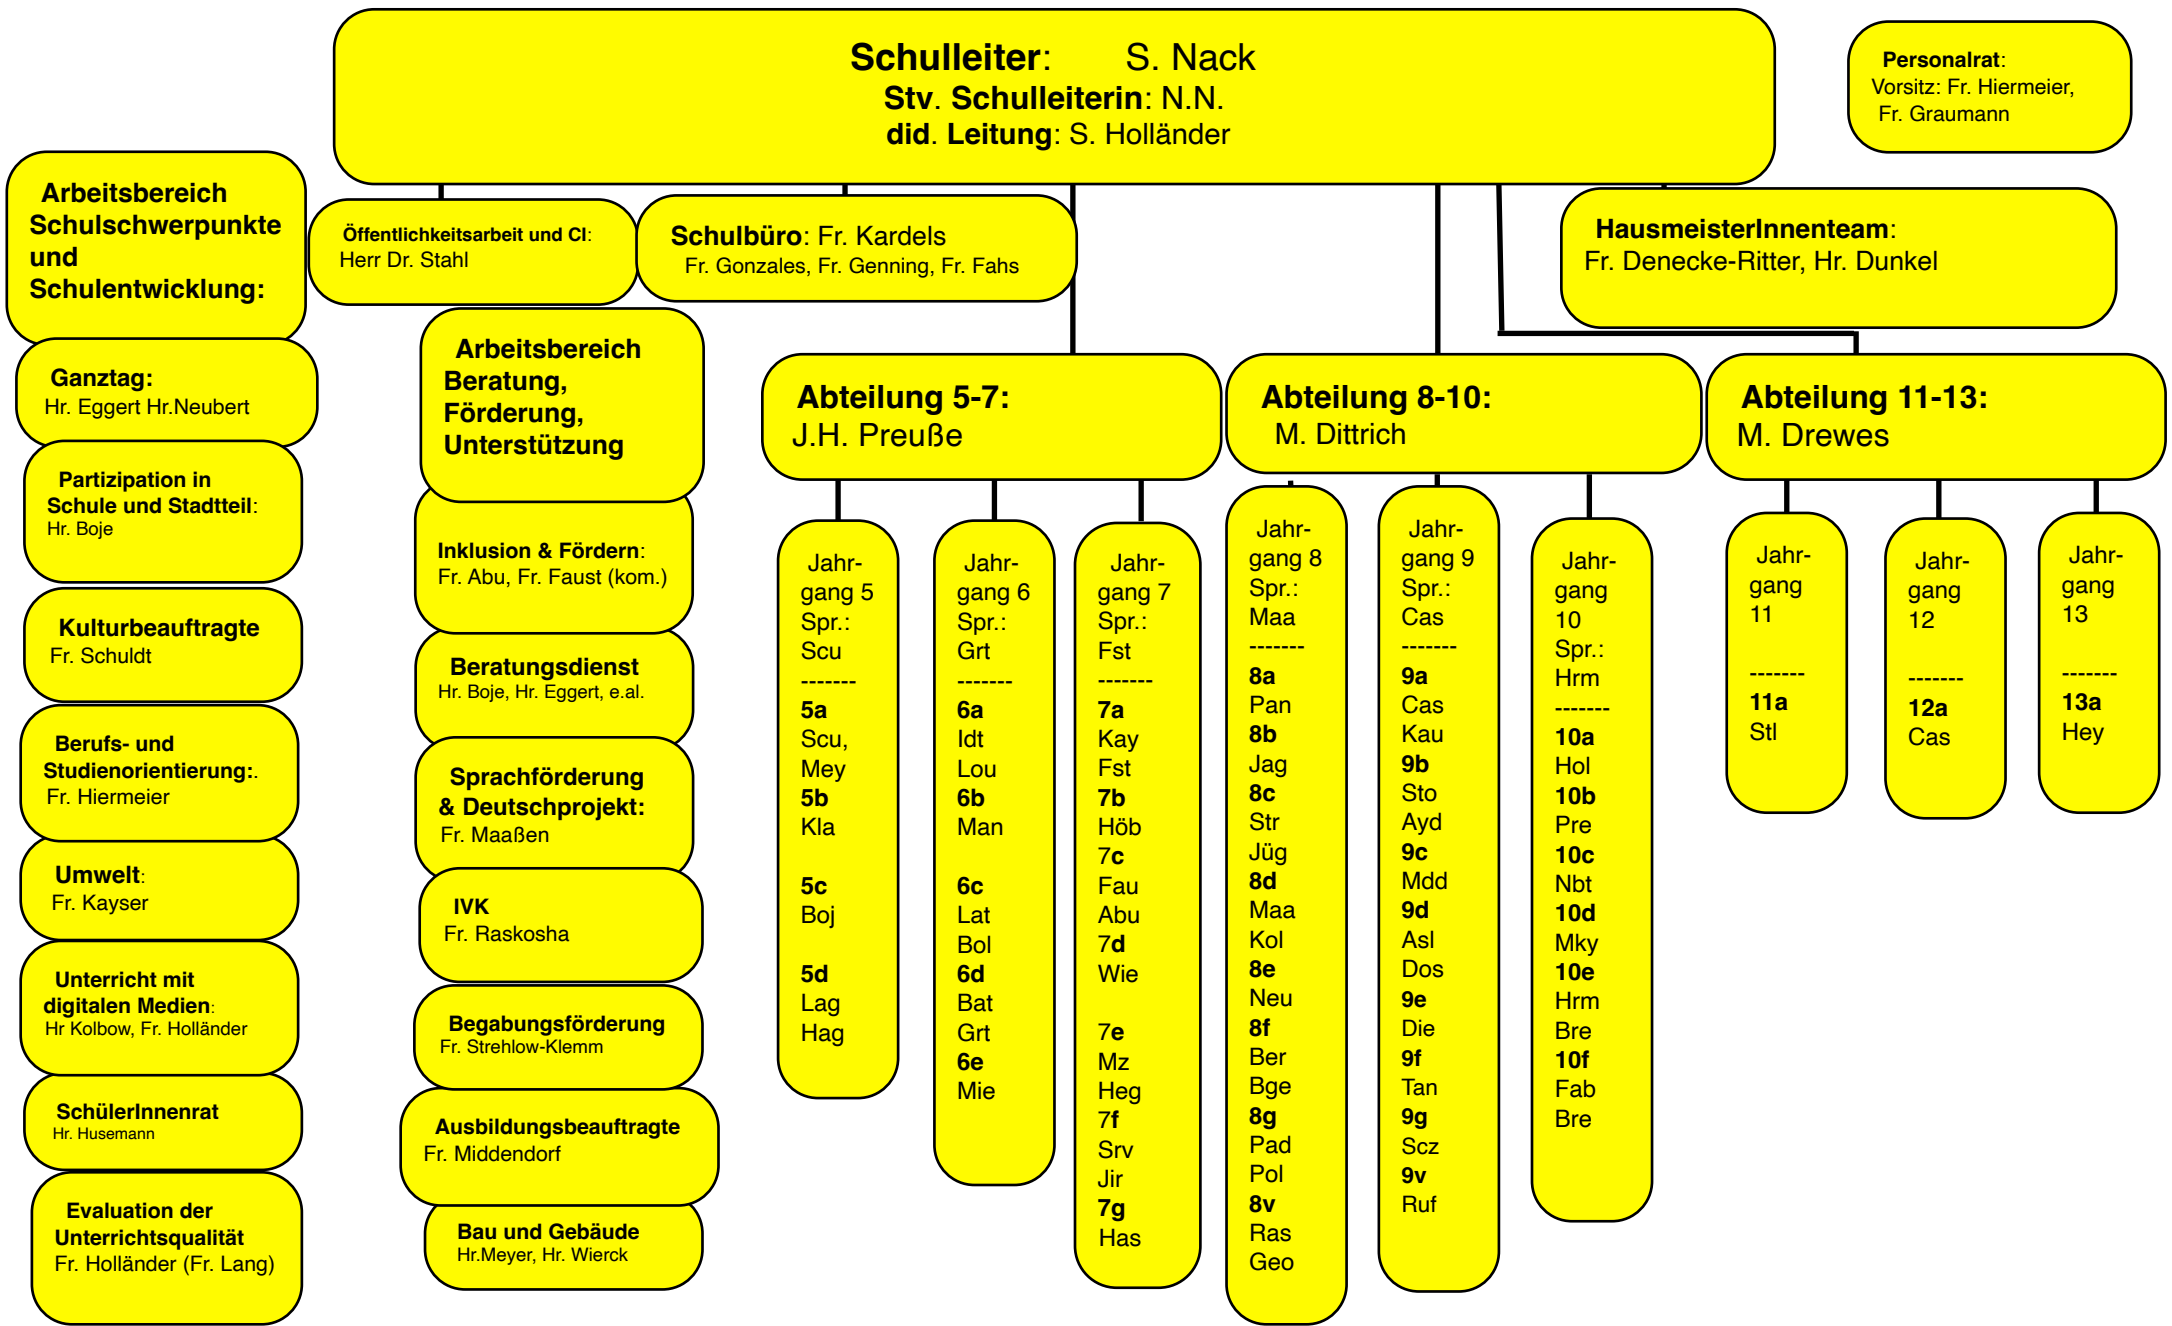 Schulleiter: S. Nack
Stv. Schulleiterin: N.N.
did. Leitung: S. Holländer
Personalrat:
Vorsitz: Fr. Hiermeier,
Fr. Graumann
Arbeitsbereich
Schulschwerpunkte
und
Schulentwicklung:
Öffentlichkeitsarbeit und CI:
Herr Dr. Stahl
Schulbüro: Fr. Kardels
Fr. Gonzales, Fr. Genning, Fr. Fahs
HausmeisterInnenteam:
Fr. Denecke-Ritter, Hr. Dunkel
Ganztag:
Hr. Eggert Hr.Neubert
Partizipation in
Schule und Stadtteil:
Hr. Boje
Kulturbeauftragte
Fr. Schuldt
Berufs- und
Studienorientierung:.
Fr. Hiermeier
Umwelt:
Fr. Kayser
Unterricht mit
digitalen Medien:
Hr Kolbow, Fr. Holländer
SchülerInnenrat
Hr. Husemann
Evaluation der
Unterrichtsqualität
Fr. Holländer (Fr. Lang)
Arbeitsbereich
Beratung,
Förderung,
Unterstützung
Inklusion & Fördern:
Fr. Abu, Fr. Faust (kom.)
Beratungsdienst
Hr. Boje, Hr. Eggert, e.al.
Sprachförderung
& Deutschprojekt:
Fr. Maaßen
IVK
Fr. Raskosha
Begabungsförderung
Fr. Strehlow-Klemm
Ausbildungsbeauftragte
Fr. Middendorf
Bau und Gebäude
Hr.Meyer, Hr. Wierck
Abteilung 5-7:
J.H. Preuße
Jahr-
gang 5
Spr.:
Scu
-------
5a
Scu,
Mey
5b
Kla
5c
Boj
5d
Lag
Hag
Jahr-
gang 6
Spr.:
Grt
-------
6a
Idt
Lou
6b
Man
6c
Lat
Bol
6d
Bat
Grt
6e
Mie
Jahr-
gang 7
Spr.:
Fst
-------
7a
Kay
Fst
7b
Höb
7c
Fau
Abu
7d
Wie
7e
Mz
Heg
7f
Srv
Jir
7g
Has
Abteilung 8-10:
M. Dittrich
Jahr-
gang 8
Spr.:
Maa
-------
8a
Pan
8b
Jag
8c
Str
Jüg
8d
Maa
Kol
8e
Neu
8f
Ber
Bge
8g
Pad
Pol
8v
Ras
Geo
Jahr-
gang 9
Spr.:
Cas
-------
9a
Cas
Kau
9b
Sto
Ayd
9c
Mdd
9d
Asl
Dos
9e
Die
9f
Tan
9g
Scz
9v
Ruf
Jahr-
gang
10
Spr.:
Hrm
-------
10a
Hol
10b
Pre
10c
Nbt
10d
Mky
10e
Hrm
Bre
10f
Fab
Bre
Abteilung 11-13:
M. Drewes
Jahr-
gang
11
-------
11a
Stl
Jahr-
gang
12
-------
12a
Cas
Jahr-
gang
13
-------
13a
Hey